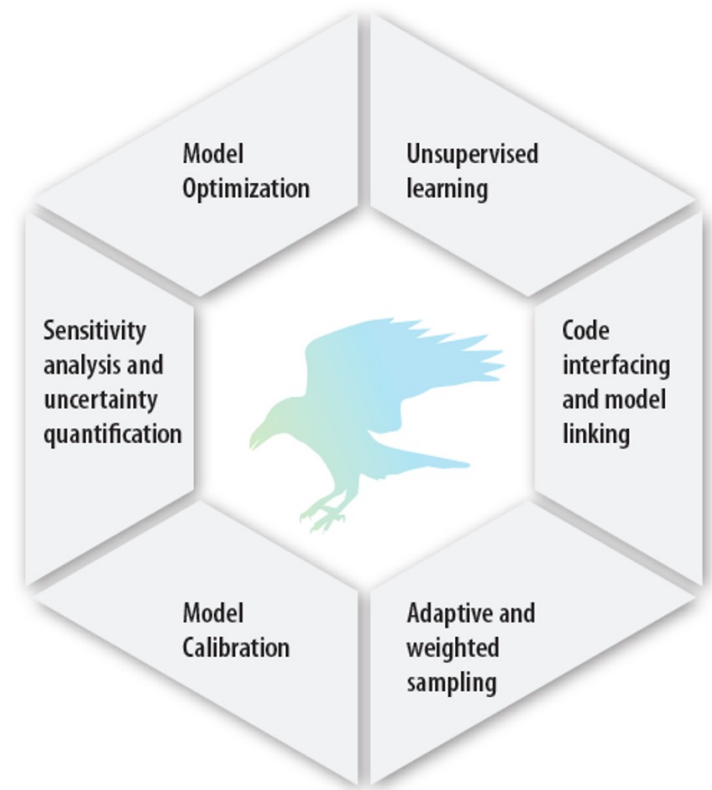 Model
Optimization
Unsupervised
learning
Sensitivity
analysis and
uncertainty
quantification
Code
interfacing
and model
linking
Model
Calibration
Adaptive and
weighted
sampling